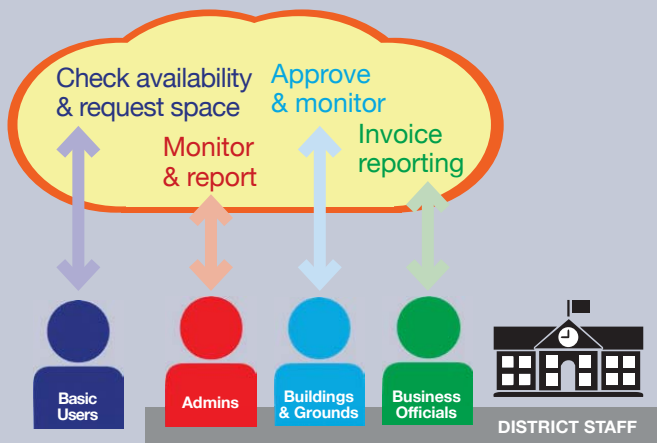 Check availability
& request space
Approve
& monitor
Monitor
& report
Invoice
reporting
Basic
Users
Admins
Buildings
& Grounds
Business
Officials
DISTRICT STAFF